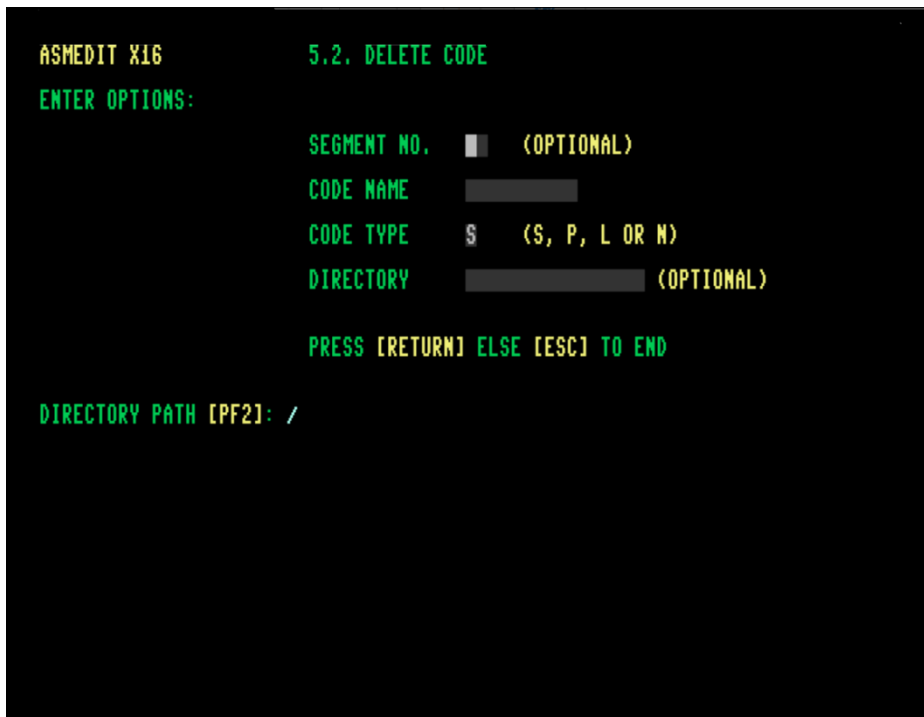 ASMEDIT X16 5.2. DELETE CODE
ENTER OPTIONS:
SEGMENT NO. (OPTIONAL)
CODE NAME
CODE TYPE S (S, P, L OR N)
DIRECTORY (OPTIONAL)
PRESS [RETURN] ELSE [ESC] TO END
DIRECTORY PATH [PF2]: /